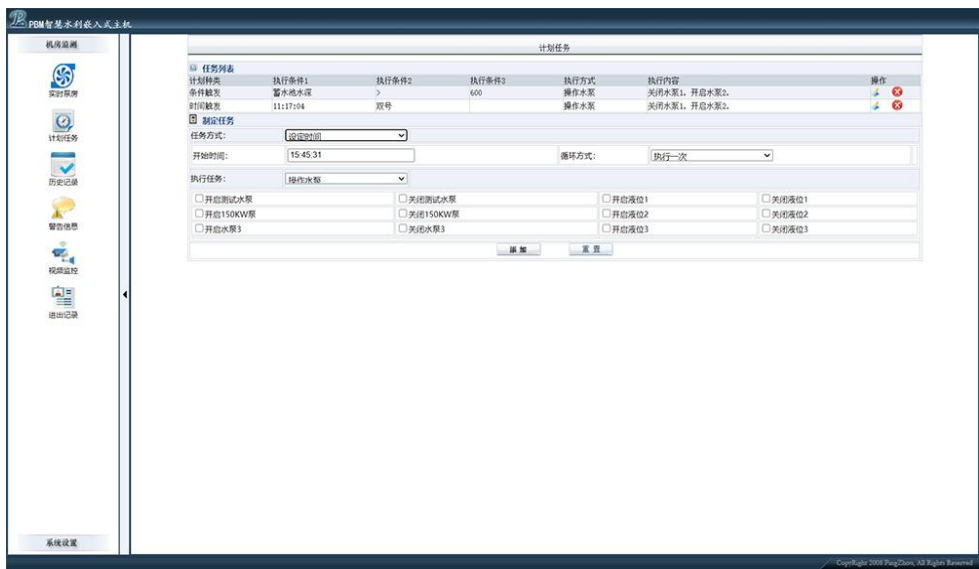 PBM智慧水利嵌入式主机
机房监测
实时泵房
计划任务
历史记录
警告信息
视频监控
进出记录
系统设置
计划任务
任务列表
计划种类 执行条件1 执行条件2 执行条件3 执行方式 执行内容 操作
条件触发 蓄水池水深 > 600 操作水泵 关闭水泵1. 开启水泵2.
时间触发 11:17:04 双号 操作水泵 关闭水泵1. 开启水泵2.
制定任务
任务方式: 设定时间
开始时间: 15:45:31 循环方式: 执行一次
执行任务: 操作水泵
开启测试水泵 关闭测试水泵 开启液位1 关闭液位1
开启150KW泵 关闭150KW泵 开启液位2 关闭液位2
开启水泵3 关闭水泵3 开启液位3 关闭液位3
添 加 重 置
CopyRight 2008 PingZhou, All Rights Reserved